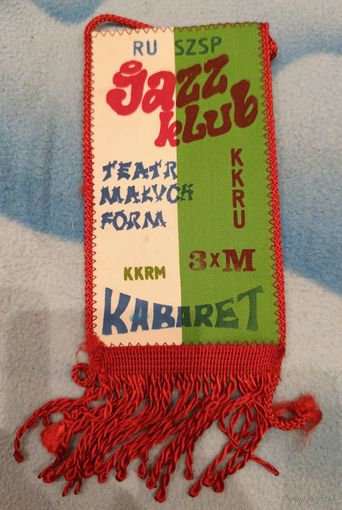 RU SZSP
jazz
klub
TEATR
MAŁYCH
FORM
KKRU
3xM
KKRM
KABARET